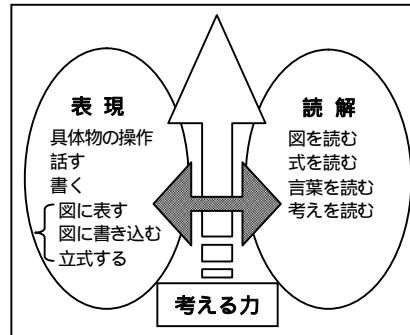 表 現
具体物の操作
話す
書く
図に表す
図に書き込む
立式する
読 解
図を読む
式を読む
言葉を読む
考えを読む
考える力